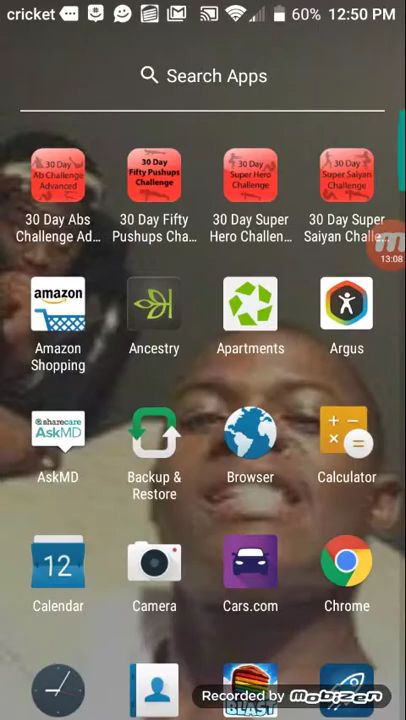 cricket 60% 12:50 PM
Search Apps
30 Day Ab Challenge Advanced
30 Day Fifty Pushups Challenge
30 Day Super Hero Challenge
30 Day Super Saiyan Challenge
30 Day Abs Challenge Ad...
30 Day Fifty Pushups Cha...
30 Day Super Hero Challen...
30 Day Super Saiyan Challe...
13:08
amazon
Amazon Shopping
Ancestry
Apartments
Argus
sharecare AskMD
AskMD
Backup & Restore
Browser
Calculator
12
Calendar
Camera
Cars.com
Chrome
BLAST
Recorded by Mobizen